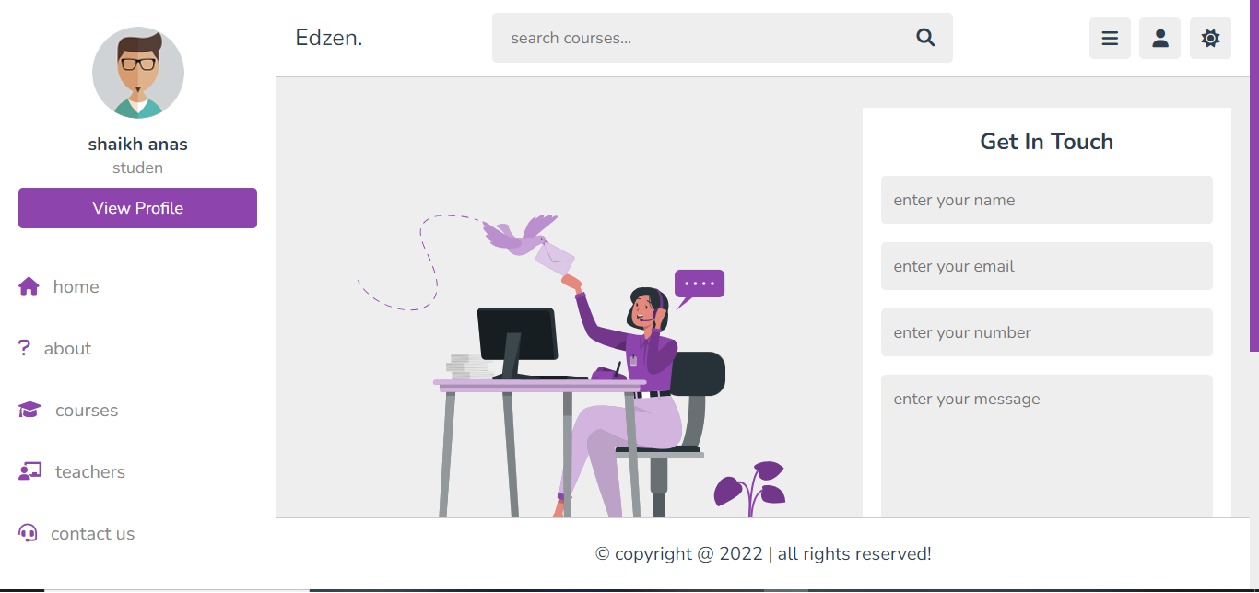 shaikh anas
studen
View Profile
home
about
courses
teachers
contact us
Edzen.
search courses...
Get In Touch
enter your name
enter your email
enter your number
enter your message
© copyright @ 2022 | all rights reserved!